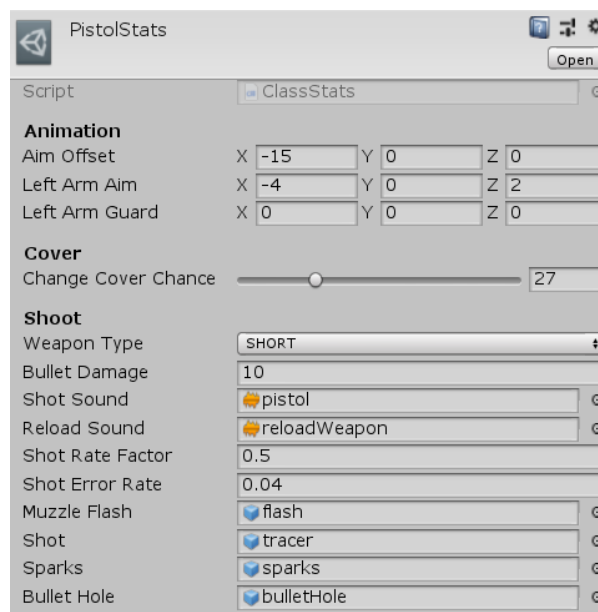 PistolStats
Open
Script ClassStats
Animation
Aim Offset X -15 Y 0 Z 0
Left Arm Aim X -4 Y 0 Z 2
Left Arm Guard X 0 Y 0 Z 0
Cover
Change Cover Chance 27
Shoot
Weapon Type SHORT
Bullet Damage 10
Shot Sound pistol
Reload Sound reloadWeapon
Shot Rate Factor 0.5
Shot Error Rate 0.04
Muzzle Flash flash
Shot tracer
Sparks sparks
Bullet Hole bulletHole